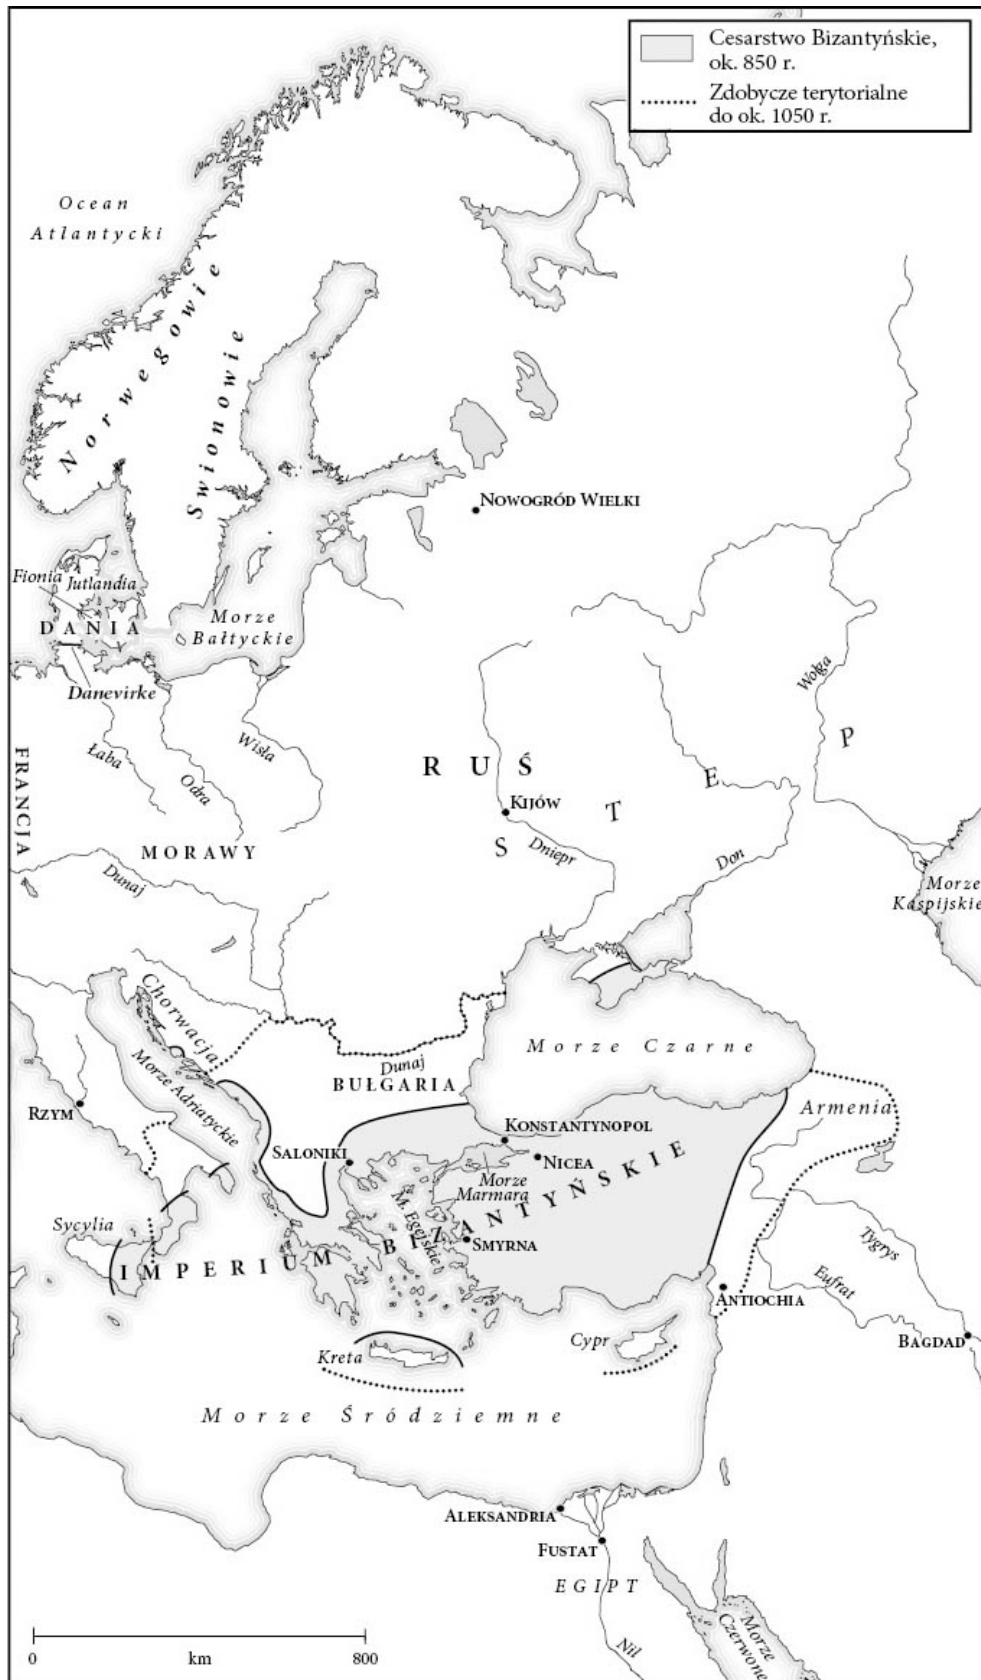 Cesarstwo Bizantyńskie,
ok. 850 r.
Zdobycze terytorialne
do ok. 1050 r.
Ocean
Atlantycki
Norwegowie
Swionowie
NOWOGRÓD WIELKI
Fionia
Jutlandia
DANIA
Morze
Bałtyckie
Danevirke
Wołga
Łaba
Odra
Wisła
FRANCJA
RUŚ
STEP
KIJÓW
Dniepr
Don
MORAWY
Dunaj
Morze
Kaspijskie
Chorwacja
Morze Czarne
Dunaj
BUŁGARIA
Morze Adriatyckie
RZYM
Armenia
KONSTANTYNOPOL
SALONIKI
NICEA
Morze
Marmara
M. Egejskie
Sycylia
IMPERIUM BIZANTYŃSKIE
SMYRNA
Tygrys
Eufrat
ANTIOCHIA
BAGDAD
Kreta
Cypr
Morze Śródziemne
ALEKSANDRIA
FUSTAT
EGIPT
Nil
Morze
Czerwone
0 km 800